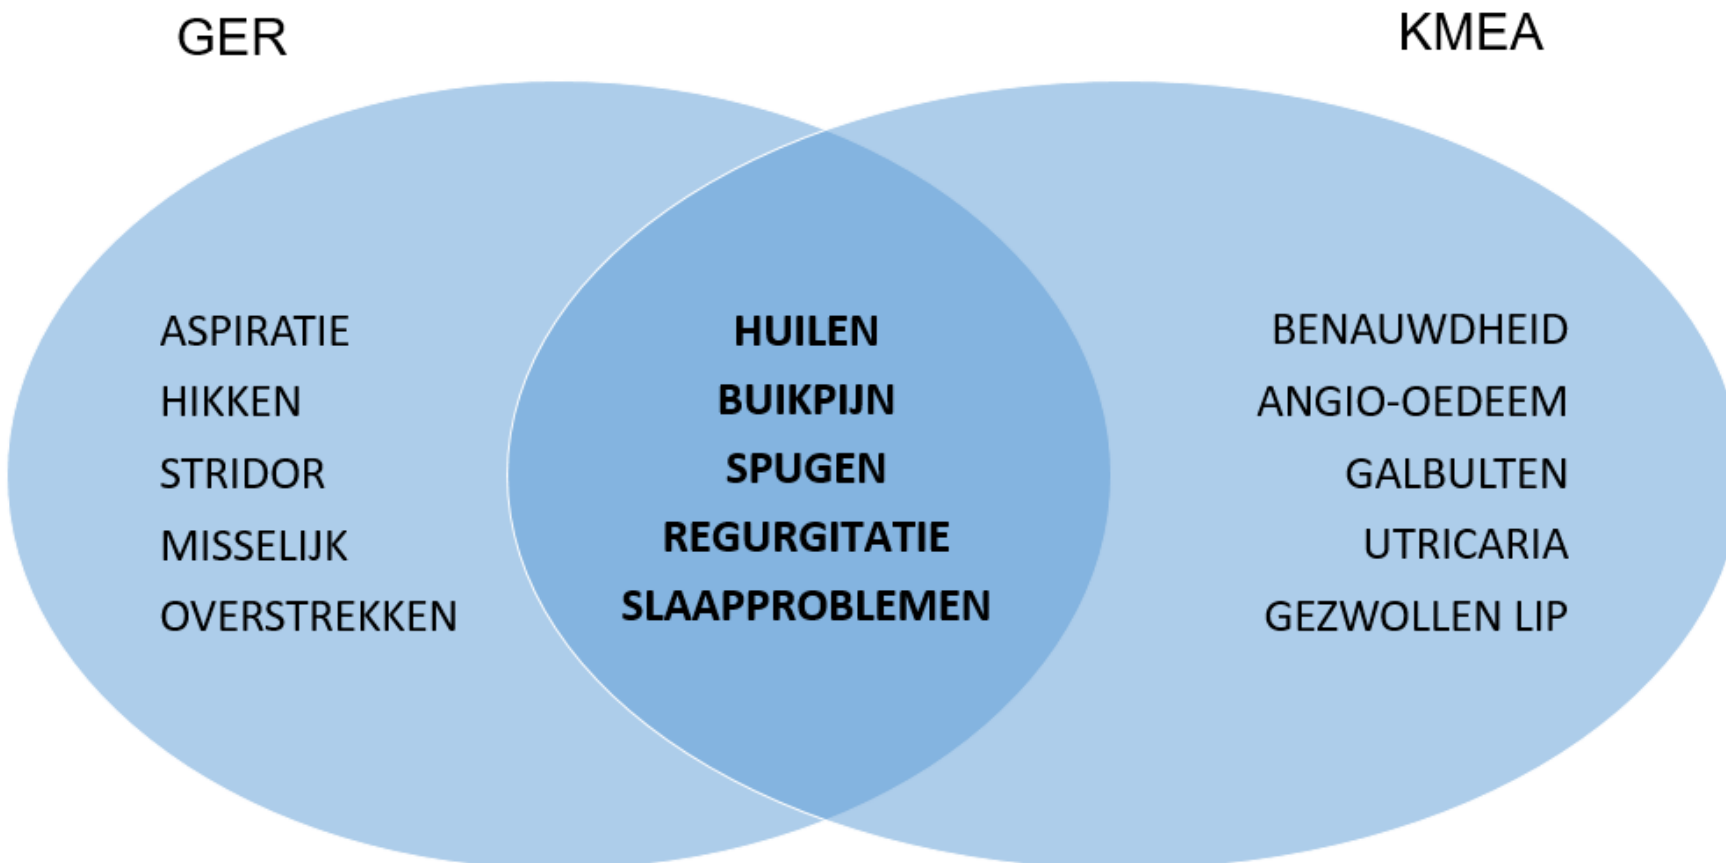 GER
KMEA
ASPIRATIE
HIKKEN
STRIDOR
MISSELIJK
OVERSTREKKEN
HUILEN
BUIKPIJN
SPUGEN
REGURGITATIE
SLAAPPROBLEMEN
BENAUWDHEID
ANGIO-OEDEEM
GALBULTEN
UTRICARIA
GEZWOLLEN LIP